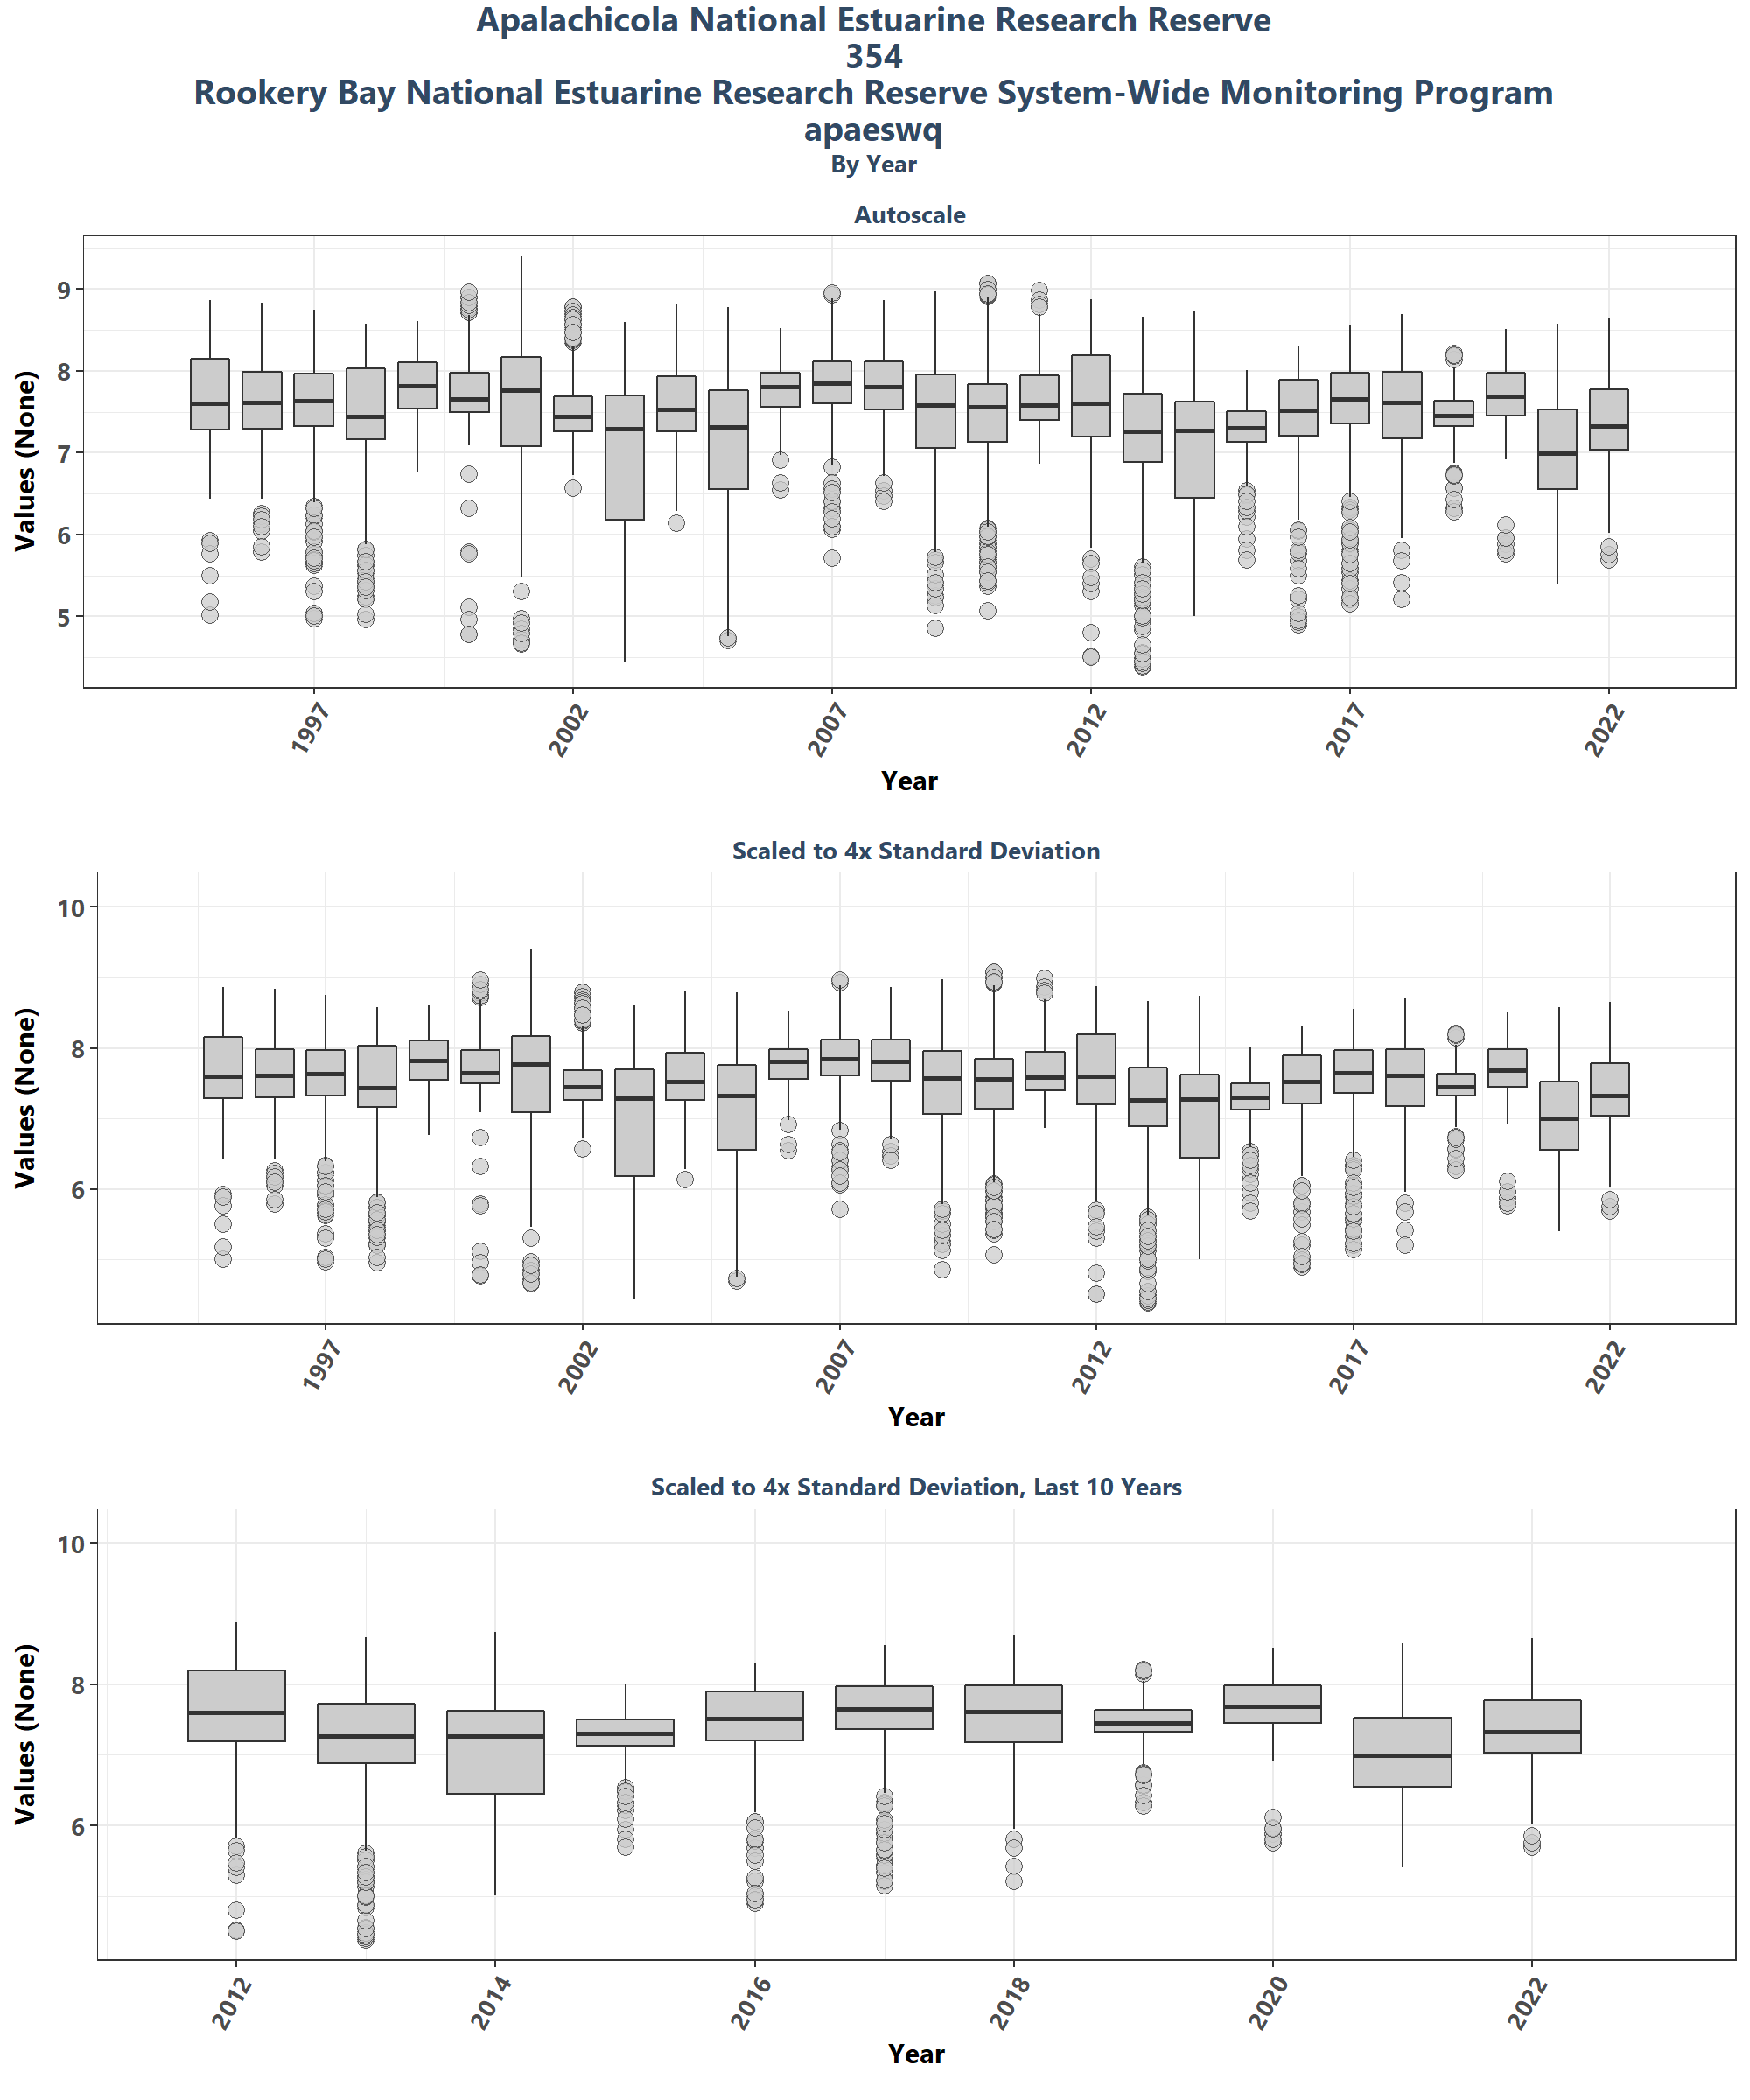 Apalachicola National Estuarine Research Reserve
354
Rookery Bay National Estuarine Research Reserve System-Wide Monitoring Program
apaeswq
By Year
Autoscale
Values (None)
9
8
7
6
5
1997 2002 2007 2012 2017 2022
Year
Scaled to 4x Standard Deviation
Values (None)
10
8
6
1997 2002 2007 2012 2017 2022
Year
Scaled to 4x Standard Deviation, Last 10 Years
Values (None)
10
8
6
2012 2014 2016 2018 2020 2022
Year